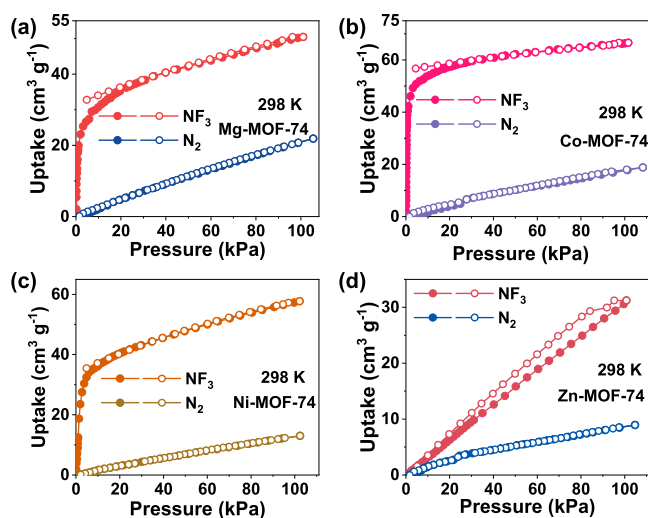 (a)
55
40
20
0
Uptake (cm³ g⁻¹)
NF₃
N₂
298 K
Mg-MOF-74
0 20 40 60 80 100
Pressure (kPa)
(b)
75
50
25
0
Uptake (cm³ g⁻¹)
NF₃
N₂
298 K
Co-MOF-74
0 20 40 60 80 100
Pressure (kPa)
(c)
60
40
20
0
Uptake (cm³ g⁻¹)
NF₃
N₂
298 K
Ni-MOF-74
0 20 40 60 80 100
Pressure (kPa)
(d)
30
20
10
0
Uptake (cm³ g⁻¹)
NF₃
N₂
298 K
Zn-MOF-74
0 20 40 60 80 100
Pressure (kPa)